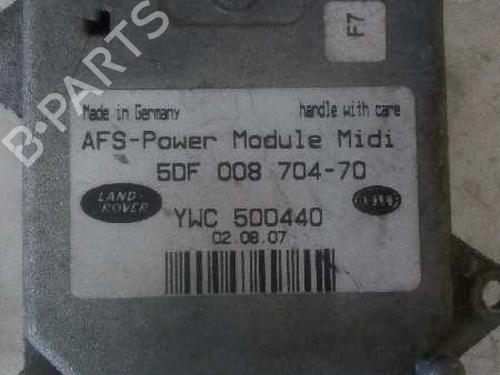 B-PARTS
F7
Made in Germany handle with care
AFS-Power Module Midi
5DF 008 704-70
LAND-
ROVER
YWC 500440
02.08.07